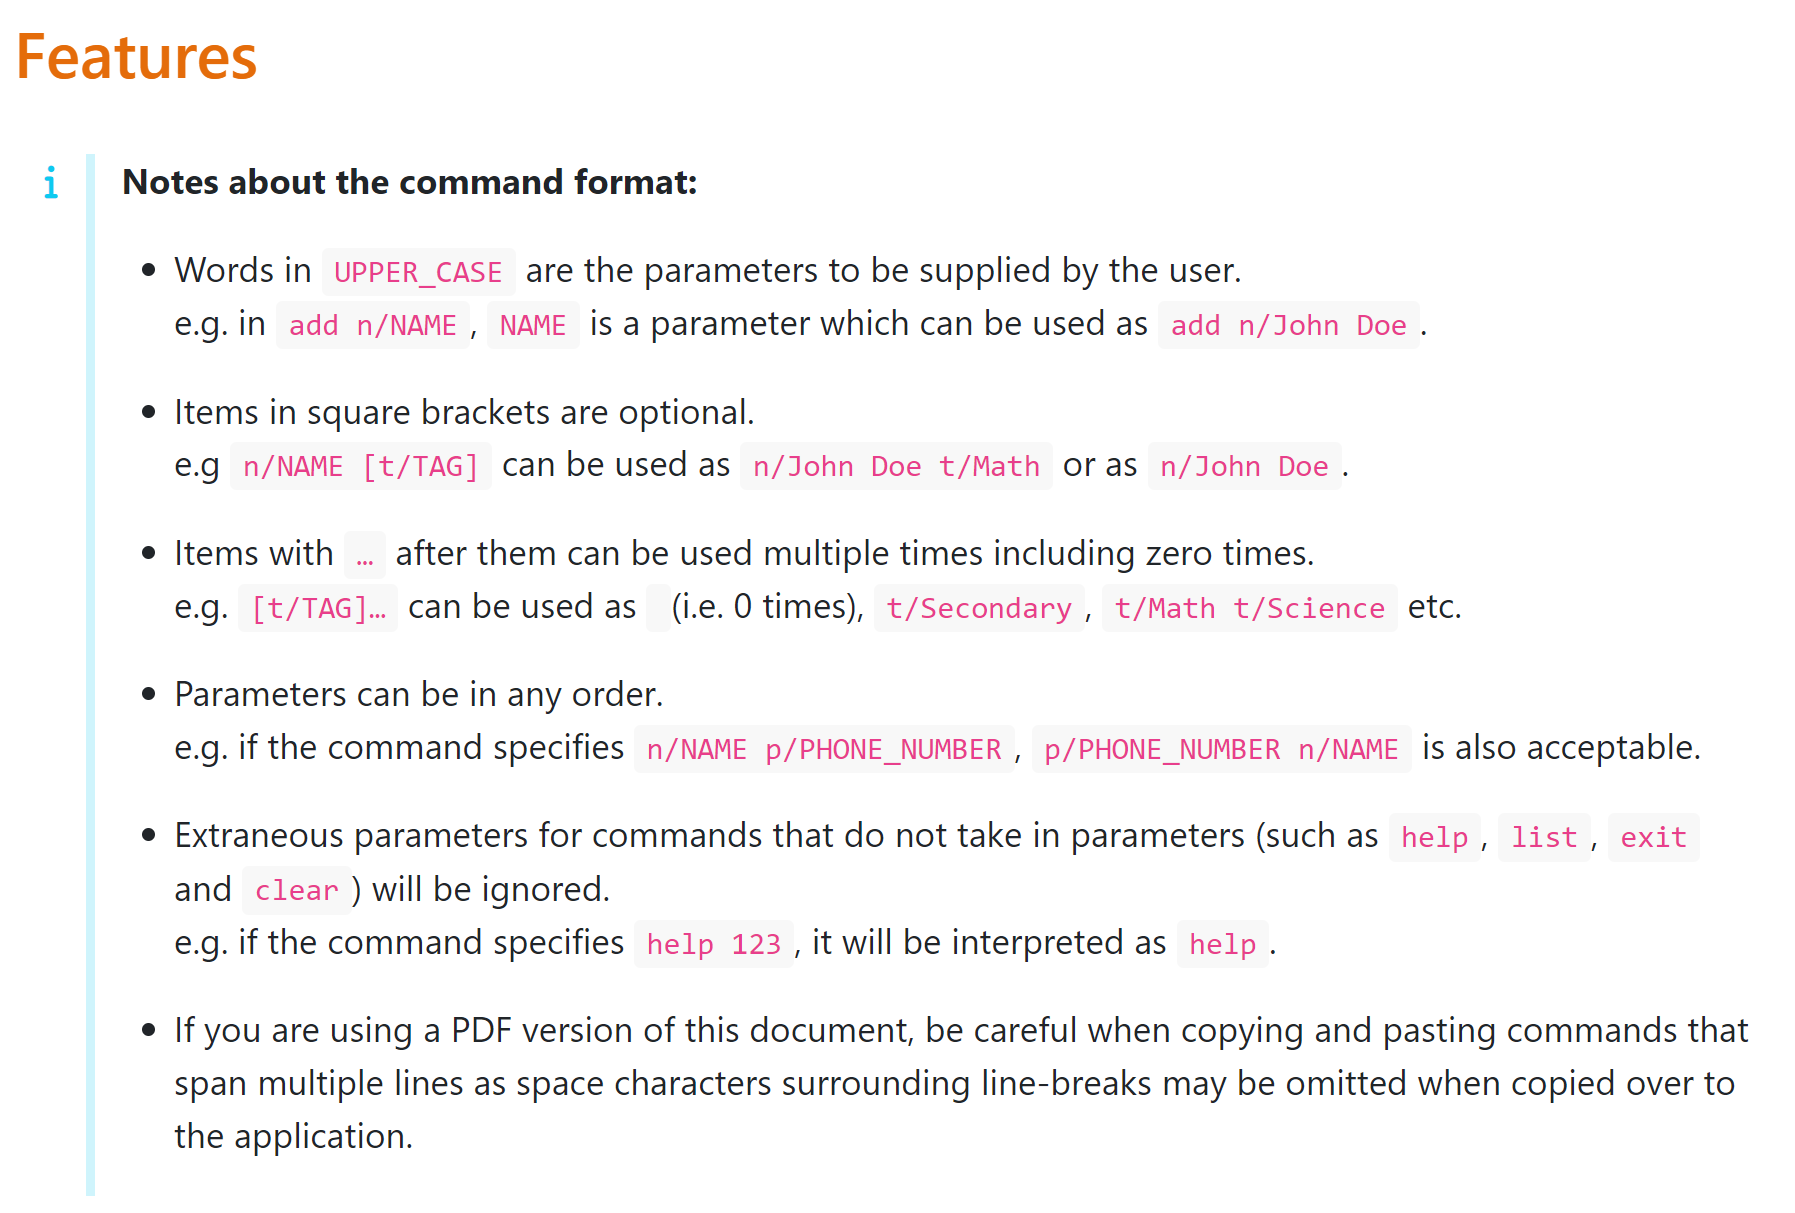 Features
i
Notes about the command format:
• Words in UPPER_CASE are the parameters to be supplied by the user.
e.g. in add n/NAME, NAME is a parameter which can be used as add n/John Doe.
• Items in square brackets are optional.
e.g n/NAME [t/TAG] can be used as n/John Doe t/Math or as n/John Doe.
• Items with … after them can be used multiple times including zero times.
e.g. [t/TAG]… can be used as   (i.e. 0 times), t/Secondary, t/Math t/Science etc.
• Parameters can be in any order.
e.g. if the command specifies n/NAME p/PHONE_NUMBER, p/PHONE_NUMBER n/NAME is also acceptable.
• Extraneous parameters for commands that do not take in parameters (such as help, list, exit
and clear) will be ignored.
e.g. if the command specifies help 123, it will be interpreted as help.
• If you are using a PDF version of this document, be careful when copying and pasting commands that
span multiple lines as space characters surrounding line-breaks may be omitted when copied over to
the application.